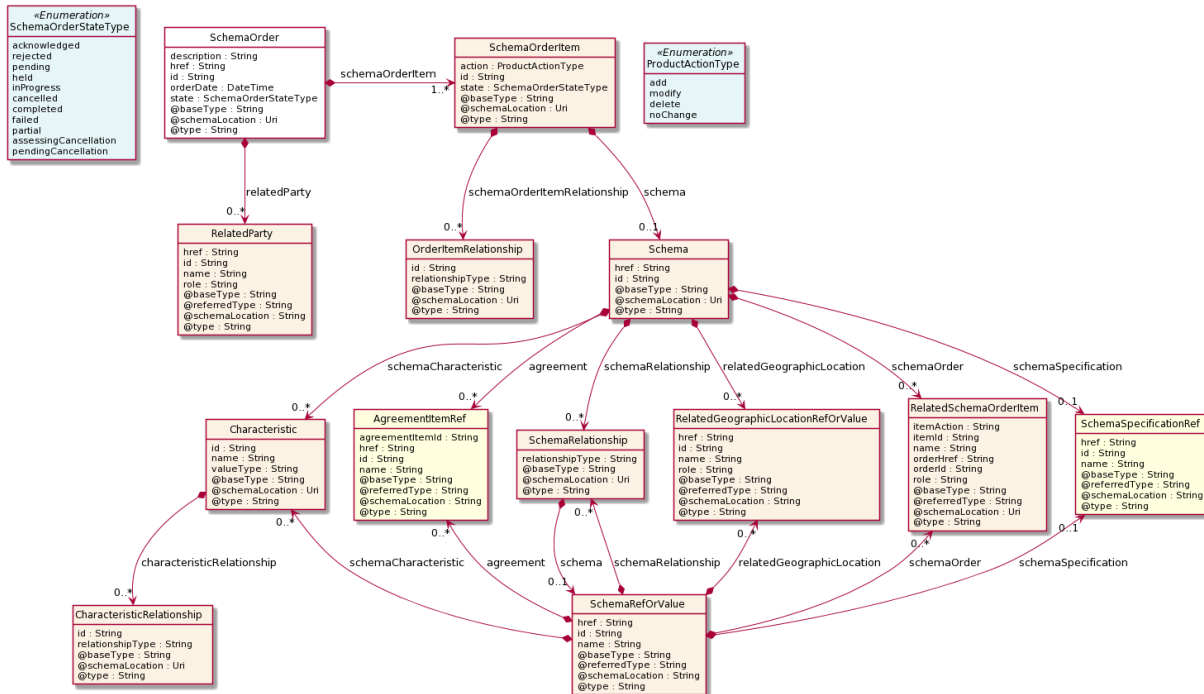 «Enumeration»
SchemaOrderStateType
acknowledged
rejected
pending
held
inProgress
cancelled
completed
failed
partial
assessingCancellation
pendingCancellation
SchemaOrder
description : String
href : String
id : String
orderDate : DateTime
state : SchemaOrderStateType
@baseType : String
@schemaLocation : Uri
@type : String
schemaOrderItem
1..*
SchemaOrderItem
action : ProductActionType
id : String
state : SchemaOrderStateType
@baseType : String
@schemaLocation : Uri
@type : String
«Enumeration»
ProductActionType
add
modify
delete
noChange
relatedParty
0..*
schemaOrderItemRelationship
0..*
schema
0..1
RelatedParty
href : String
id : String
name : String
role : String
@baseType : String
@referredType : String
@schemaLocation : String
@type : String
OrderItemRelationship
id : String
relationshipType : String
@baseType : String
@schemaLocation : Uri
@type : String
Schema
href : String
id : String
@baseType : String
@schemaLocation : Uri
@type : String
schemaCharacteristic
0..*
agreement
0..*
schemaRelationship
0..*
relatedGeographicLocation
0..*
schemaOrder
0..*
schemaSpecification
0..1
Characteristic
id : String
name : String
valueType : String
@baseType : String
@schemaLocation : Uri
@type : String
AgreementItemRef
agreementItemId : String
href : String
id : String
name : String
@baseType : String
@referredType : String
@schemaLocation : String
@type : String
SchemaRelationship
relationshipType : String
@baseType : String
@schemaLocation : Uri
@type : String
RelatedGeographicLocationRefOrValue
href : String
id : String
name : String
role : String
@baseType : String
@referredType : String
@schemaLocation : String
@type : String
RelatedSchemaOrderItem
itemAction : String
itemId : String
name : String
orderHref : String
orderId : String
role : String
@baseType : String
@referredType : String
@schemaLocation : Uri
@type : String
SchemaSpecificationRef
href : String
id : String
name : String
@baseType : String
@referredType : String
@schemaLocation : String
@type : String
0..*
0..*
0..*
0..*
0..*
0..1
characteristicRelationship
0..*
schemaCharacteristic
agreement
schema
0..1
schemaRelationship
relatedGeographicLocation
schemaOrder
schemaSpecification
CharacteristicRelationship
id : String
relationshipType : String
@baseType : String
@schemaLocation : Uri
@type : String
SchemaRefOrValue
href : String
id : String
name : String
@baseType : String
@referredType : String
@schemaLocation : String
@type : String